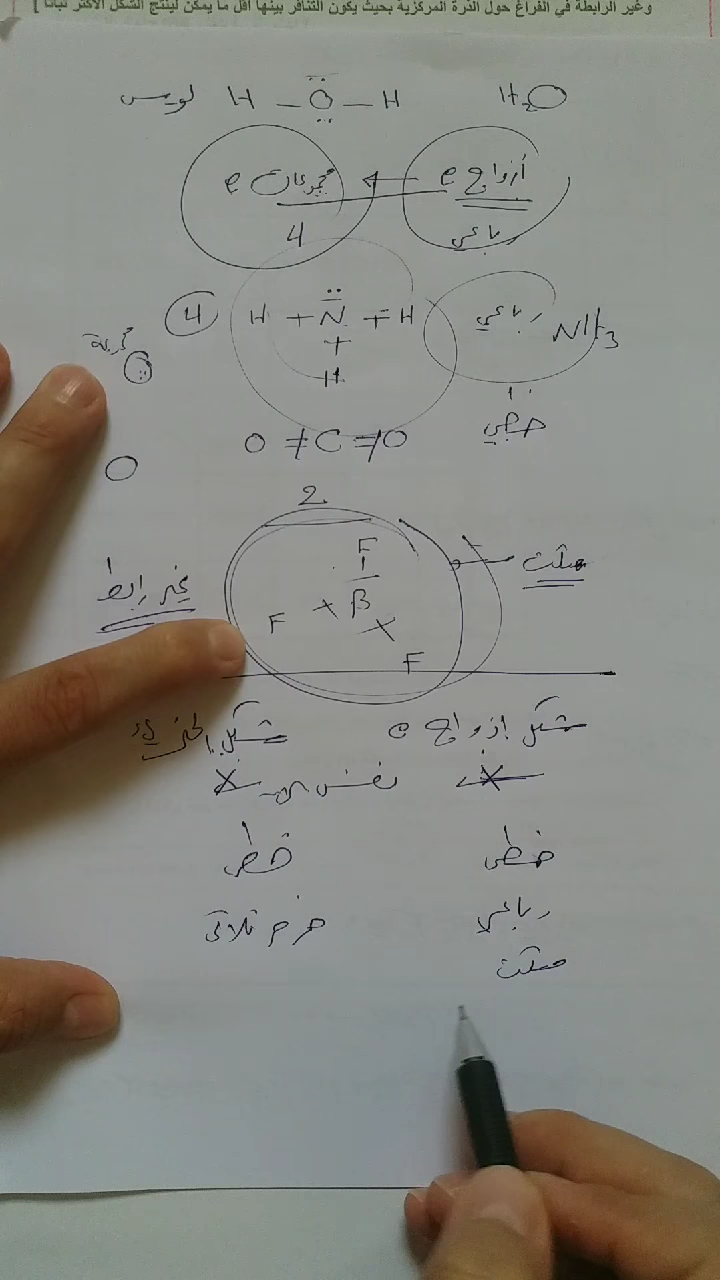 وغير الرابطة في الفراغ حول الذرة المركزية بحيث يكون التنافر بينها أقل ما يمكن لينتج الشكل الأكثر ثباتا ]
H2O H – O – H لويس
أزواج e ← مجموعات e
رباعي 4
NH3 رباعي H + N + H 4
H
خطي O = C = O
2
مثلث F غير رابط
B
F
F
شكل أزواج e شكل الجزيء
نفس
خطي خطي
رباعي هرم ثلاثي
مثلث